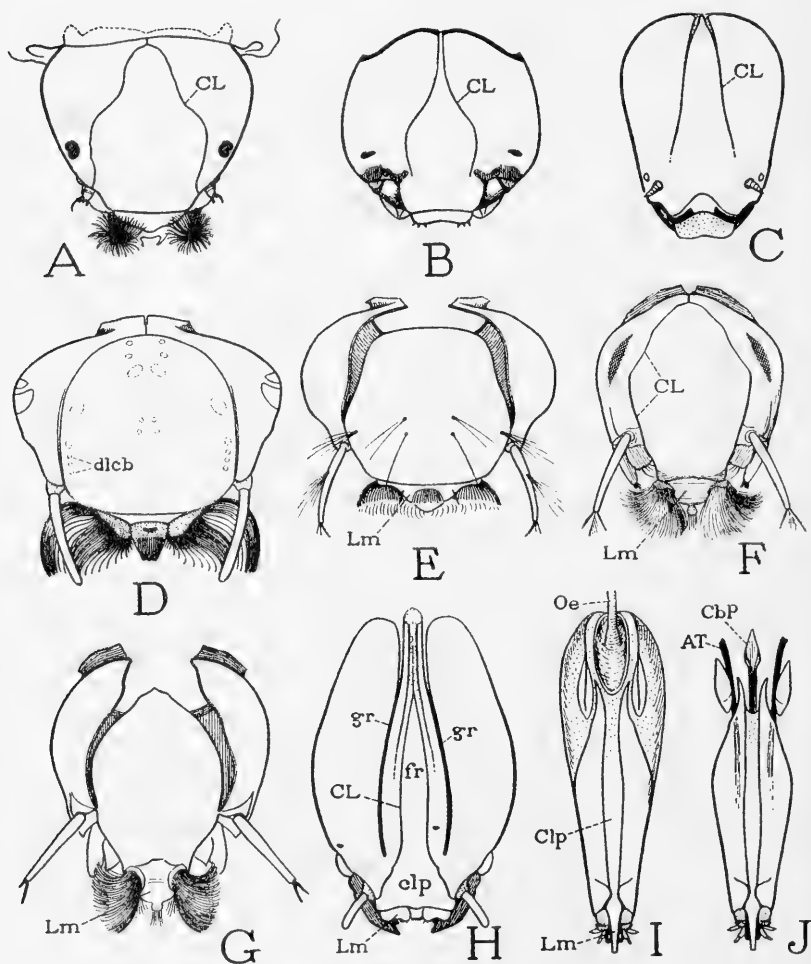 CL
CL
CL
A
B
C
CL
dlcb
Lm
Lm
D
E
F
Oe
CbP
AT
gr
gr
fr
CL
Clp
clp
Lm
Lm
Lm
G
H
I
J